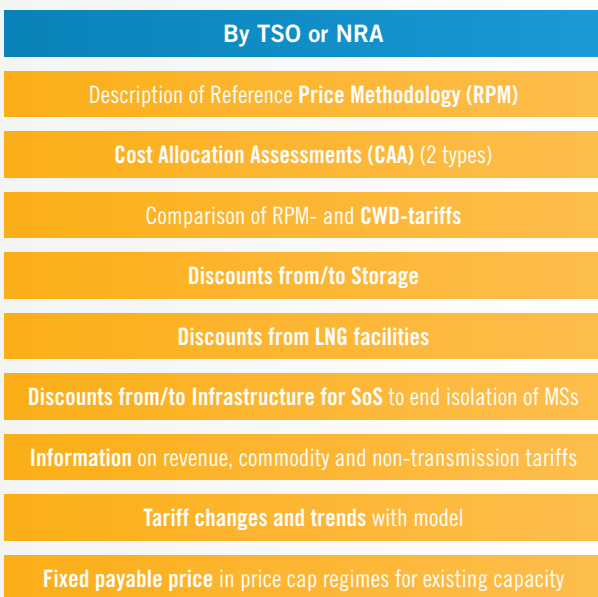 By TSO or NRA
Description of Reference Price Methodology (RPM)
Cost Allocation Assessments (CAA) (2 types)
Comparison of RPM- and CWD-tariffs
Discounts from/to Storage
Discounts from LNG facilities
Discounts from/to Infrastructure for SoS to end isolation of MSs
Information on revenue, commodity and non-transmission tariffs
Tariff changes and trends with model
Fixed payable price in price cap regimes for existing capacity